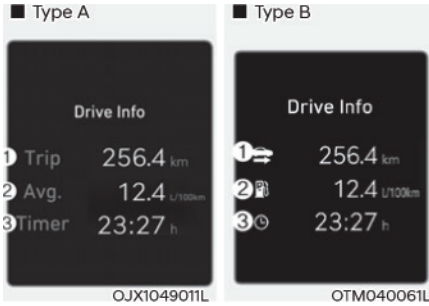 ■ Type A
Drive Info
① Trip 256.4 km
② Avg. 12.4 L/100km
③ Timer 23:27 h
OJX1049011L
■ Type B
Drive Info
① 256.4 km
② 12.4 L/100km
③ 23:27 h
OTM040061L